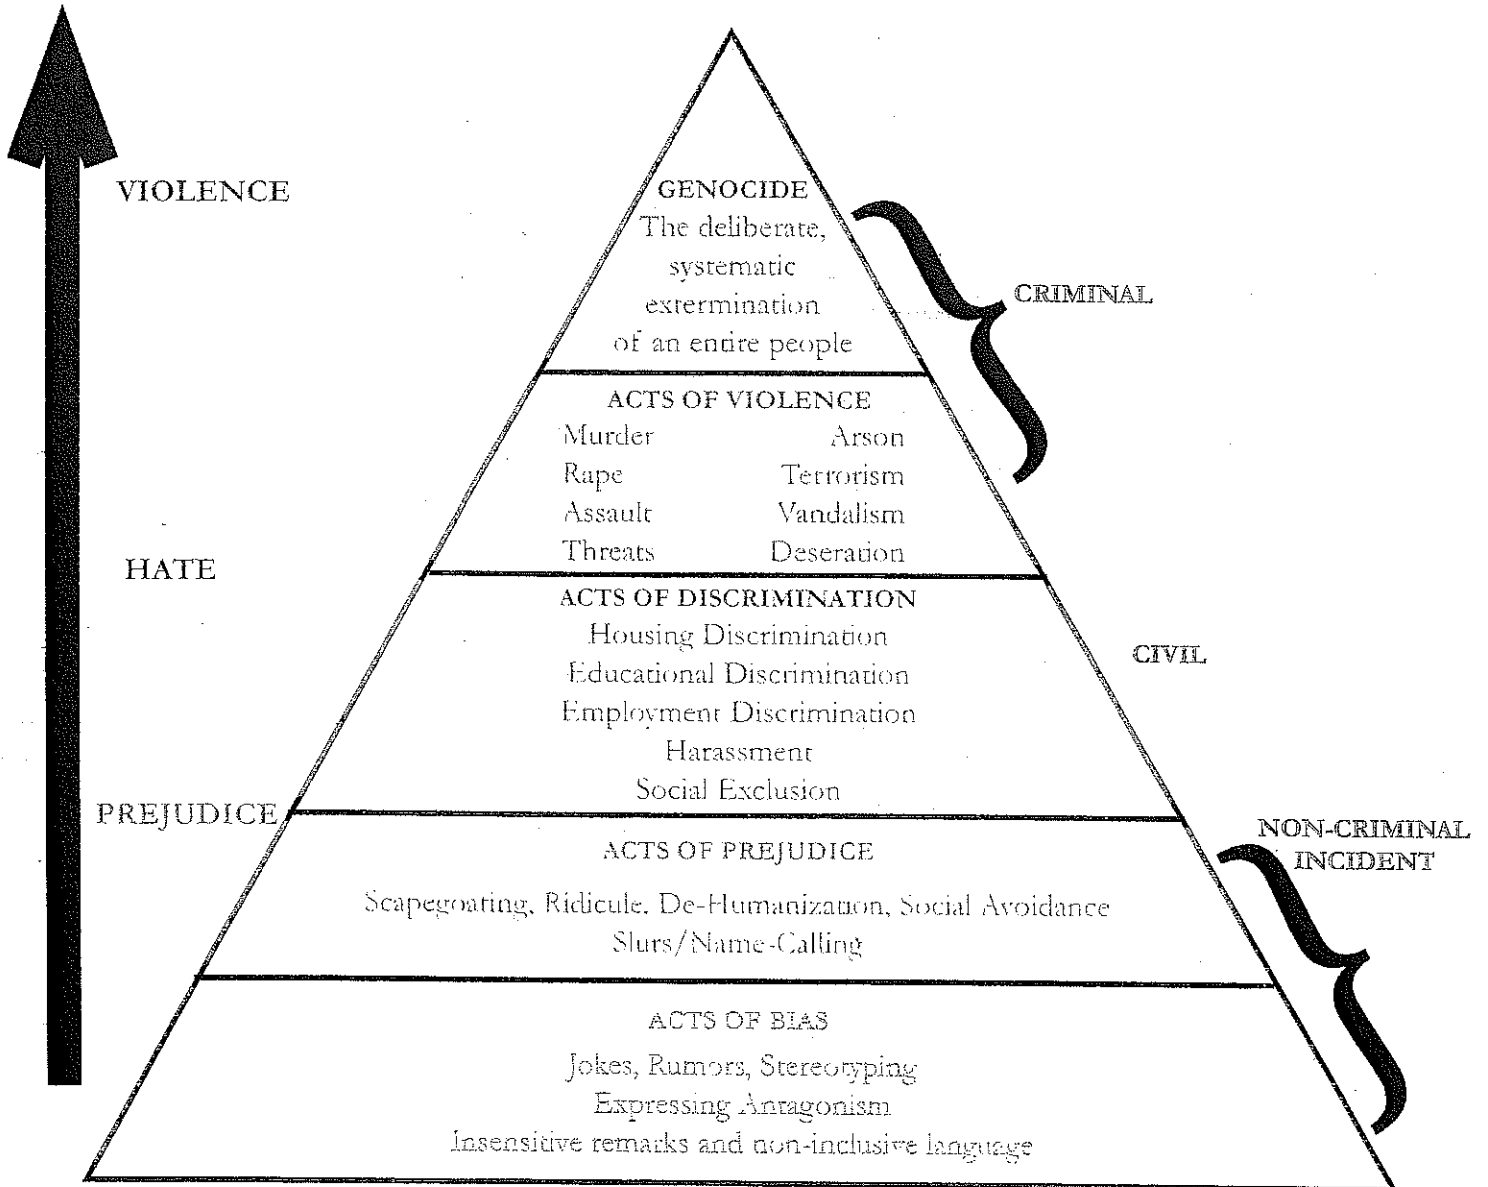 VIOLENCE
GENOCIDE
The deliberate,
systematic
extermination
of an entire people
CRIMINAL
ACTS OF VIOLENCE
Murder Arson
Rape Terrorism
Assault Vandalism
Threats Deseration
HATE
ACTS OF DISCRIMINATION
Housing Discrimination
Educational Discrimination
Employment Discrimination
Harassment
Social Exclusion
CIVIL
PREJUDICE
ACTS OF PREJUDICE
Scapegoating, Ridicule, De-Humanization, Social Avoidance
Slurs/Name-Calling
NON-CRIMINAL
INCIDENT
ACTS OF BIAS
Jokes, Rumors, Stereotyping
Expressing Antagonism
Insensitive remarks and non-inclusive language